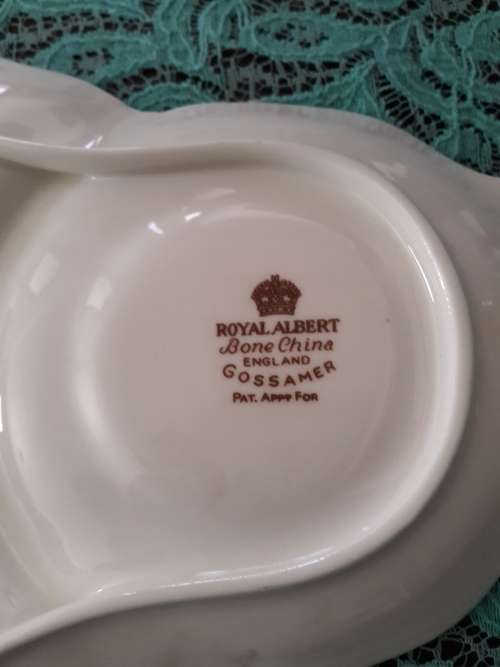 ROYAL ALBERT
Bone China
ENGLAND
GOSSAMER
PAT. APPD FOR